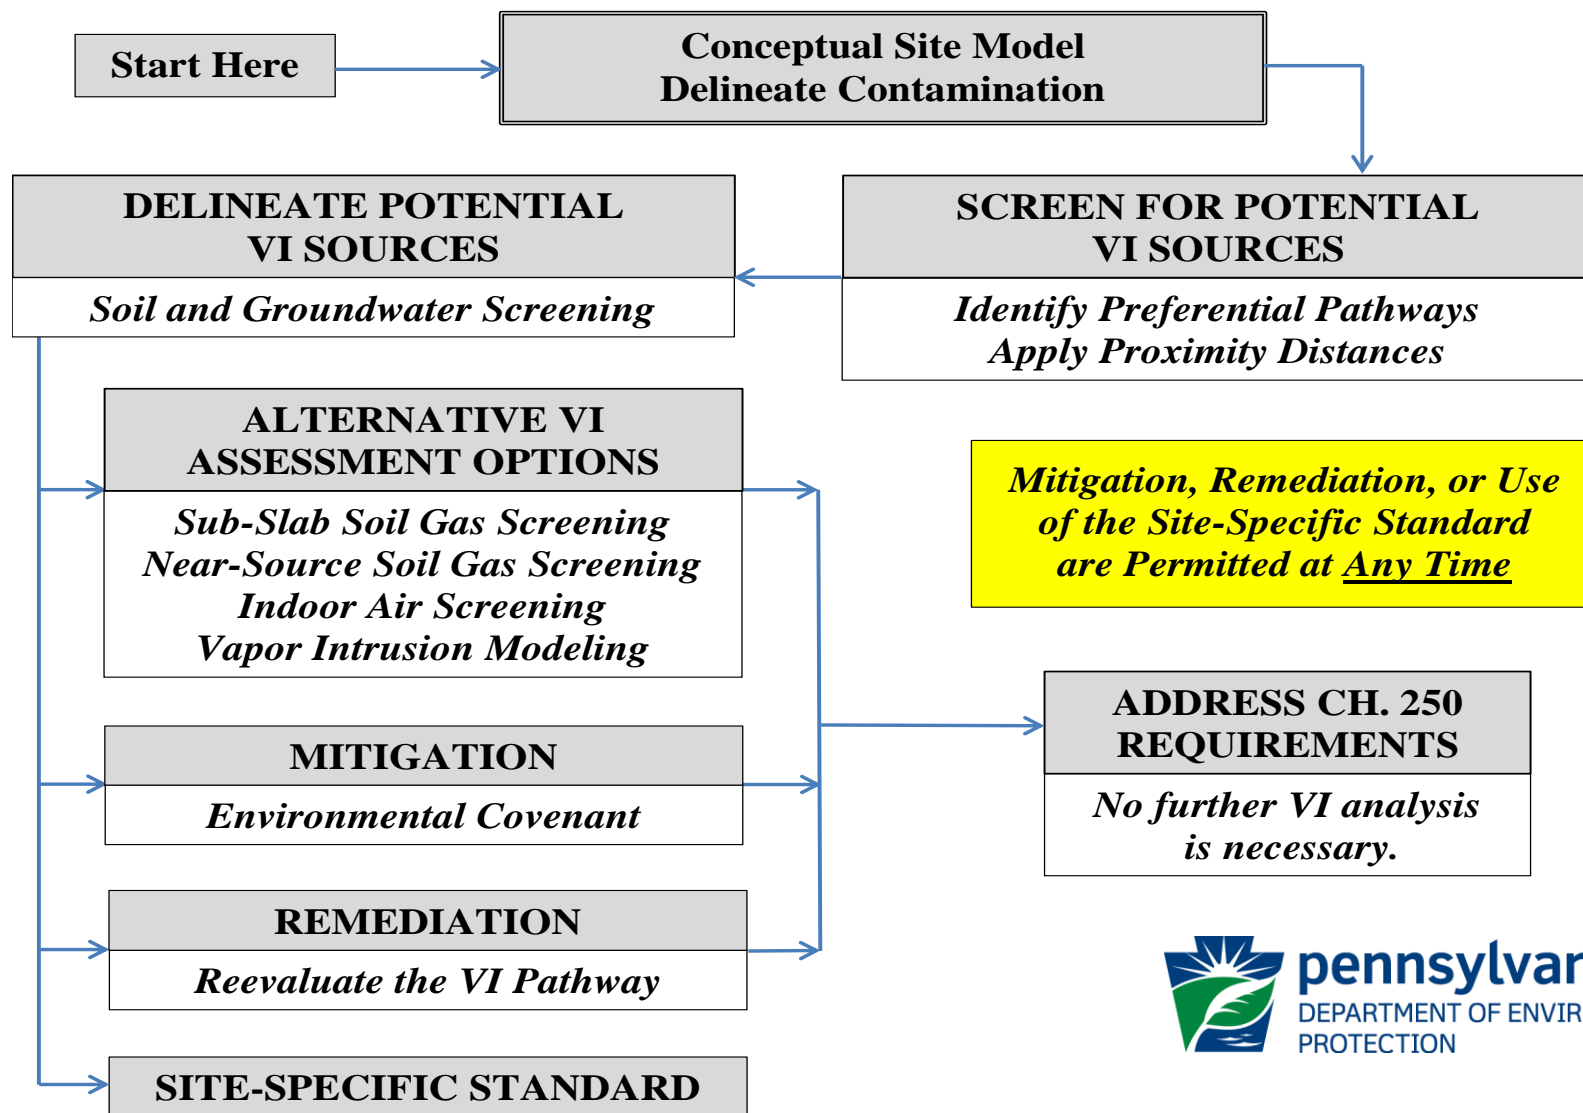 Start Here
Conceptual Site Model
Delineate Contamination
SCREEN FOR POTENTIAL
VI SOURCES
Identify Preferential Pathways
Apply Proximity Distances
DELINEATE POTENTIAL
VI SOURCES
Soil and Groundwater Screening
ALTERNATIVE VI
ASSESSMENT OPTIONS
Sub-Slab Soil Gas Screening
Near-Source Soil Gas Screening
Indoor Air Screening
Vapor Intrusion Modeling
Mitigation, Remediation, or Use
of the Site-Specific Standard
are Permitted at Any Time
MITIGATION
Environmental Covenant
REMEDIATION
Reevaluate the VI Pathway
SITE-SPECIFIC STANDARD
ADDRESS CH. 250
REQUIREMENTS
No further VI analysis
is necessary.
pennsylvan
DEPARTMENT OF ENVIR
PROTECTION